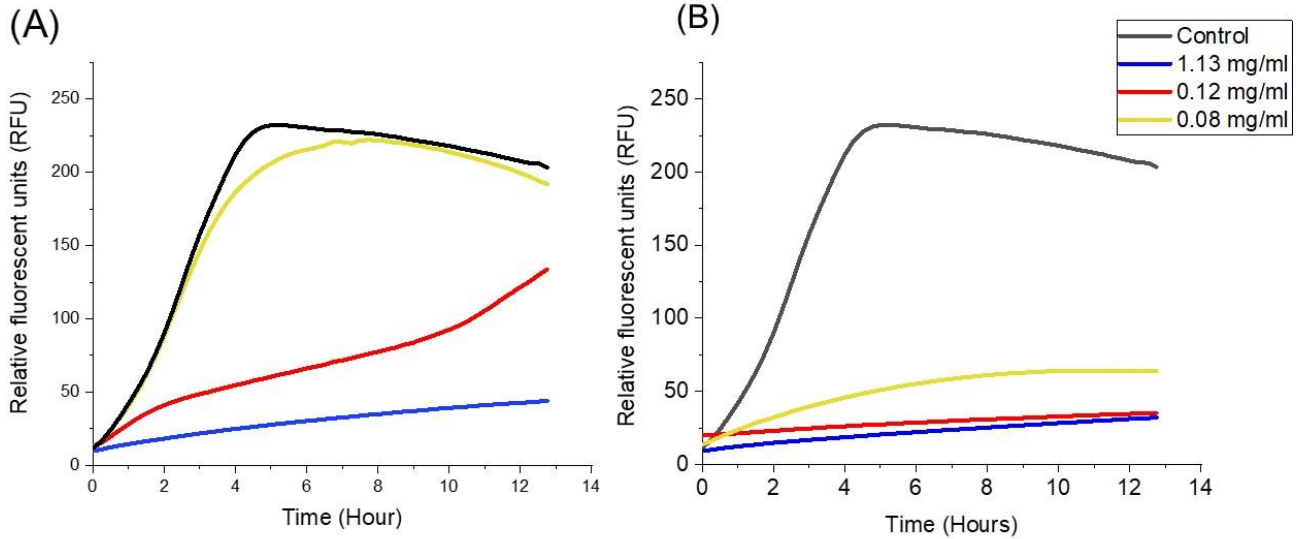 (A)
Relative fluorescent units (RFU)
250
200
150
100
50
0
0 2 4 6 8 10 12 14
Time (Hour)
(B)
Control
1.13 mg/ml
0.12 mg/ml
0.08 mg/ml
Relative fluorescent units (RFU)
250
200
150
100
50
0
0 2 4 6 8 10 12 14
Time (Hours)